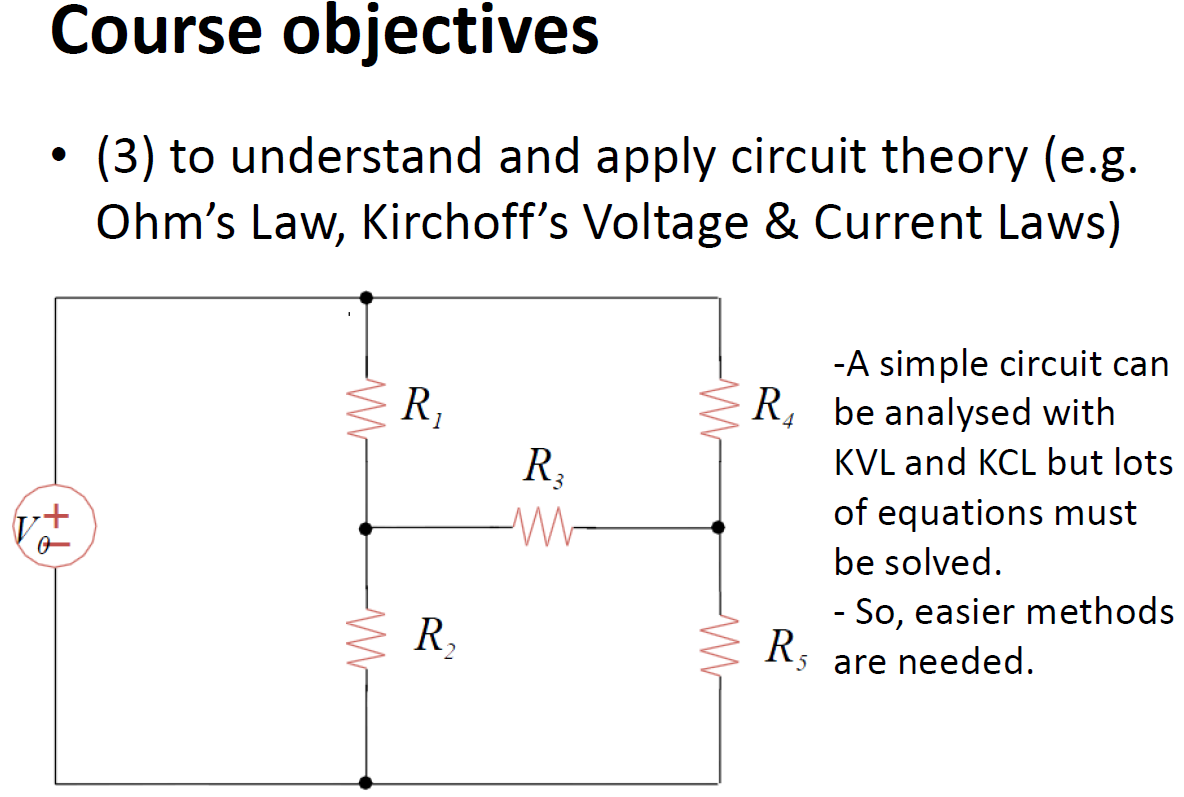 Course objectives
• (3) to understand and apply circuit theory (e.g.
Ohm’s Law, Kirchoff’s Voltage & Current Laws)
R1
R4
R3
V0
+
–
R2
R5
-A simple circuit can
be analysed with
KVL and KCL but lots
of equations must
be solved.
- So, easier methods
are needed.